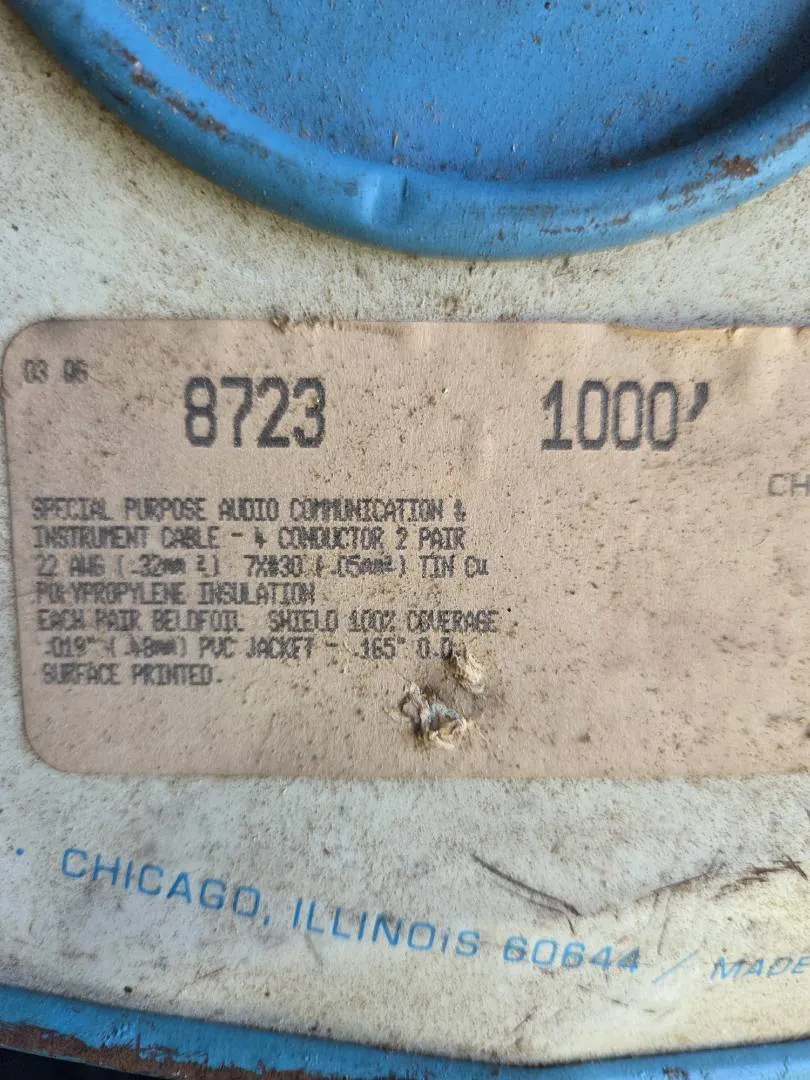 03 06
8723 1000'
CH
SPECIAL PURPOSE AUDIO COMMUNICATION &
INSTRUMENT CABLE - 4 CONDUCTOR 2 PAIR
22 AWG (.32mm²) 7X#30 (.05mm²) TIN Cu
POLYPROPYLENE INSULATION
EACH PAIR BELDFOIL SHIELD 100% COVERAGE
.019" (.48mm) PVC JACKET - .165" O.D.
SURFACE PRINTED.
· CHICAGO, ILLINOIS 60644 / MADE